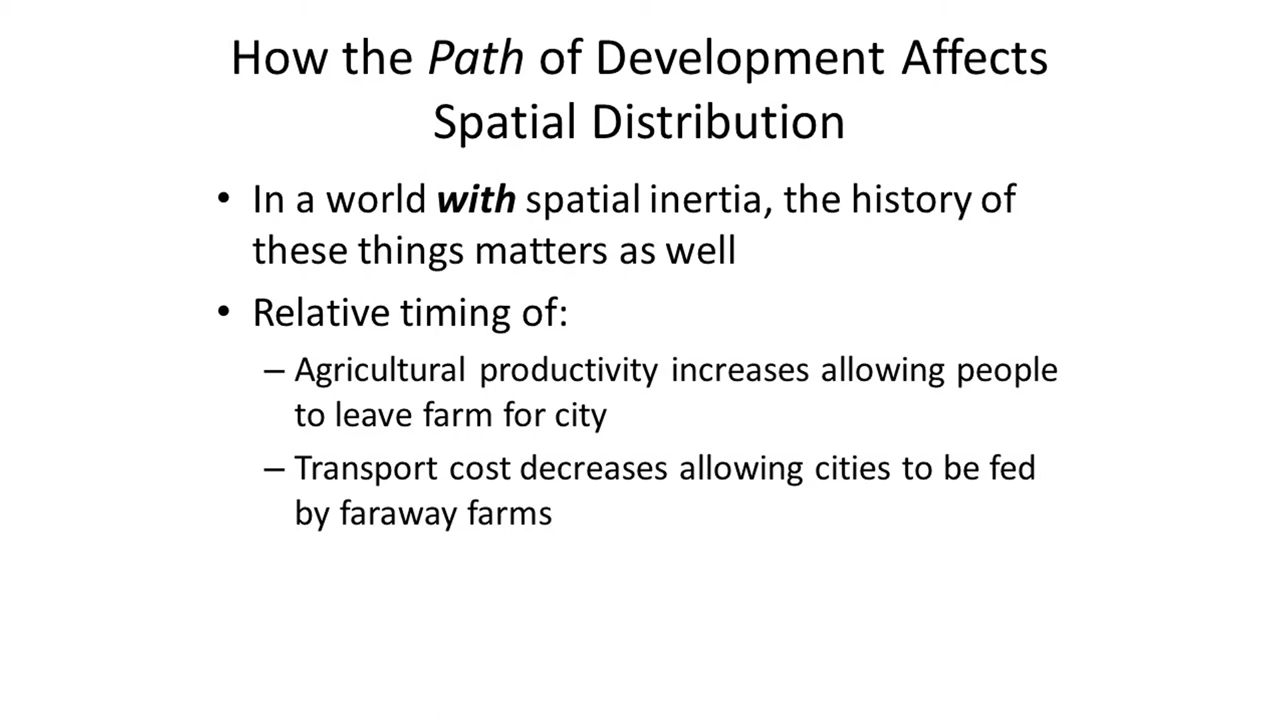 How the Path of Development Affects
Spatial Distribution
• In a world with spatial inertia, the history of
these things matters as well
• Relative timing of:
– Agricultural productivity increases allowing people
to leave farm for city
– Transport cost decreases allowing cities to be fed
by faraway farms